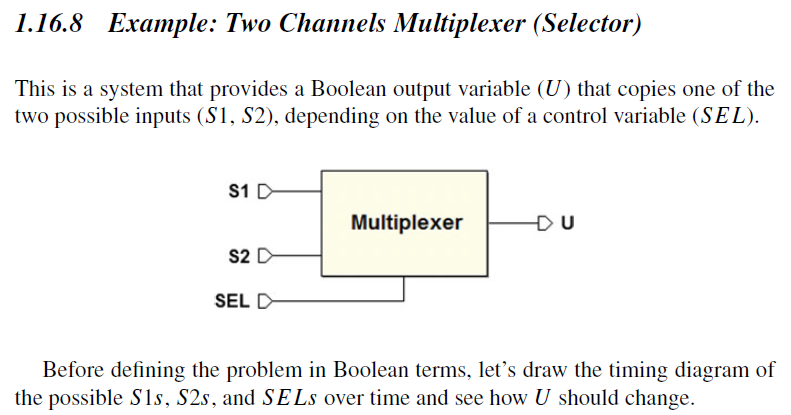 1.16.8 Example: Two Channels Multiplexer (Selector)
This is a system that provides a Boolean output variable (U) that copies one of the
two possible inputs (S1, S2), depending on the value of a control variable (SEL).
S1
Multiplexer
U
S2
SEL
Before defining the problem in Boolean terms, let's draw the timing diagram of
the possible S1s, S2s, and SELs over time and see how U should change.